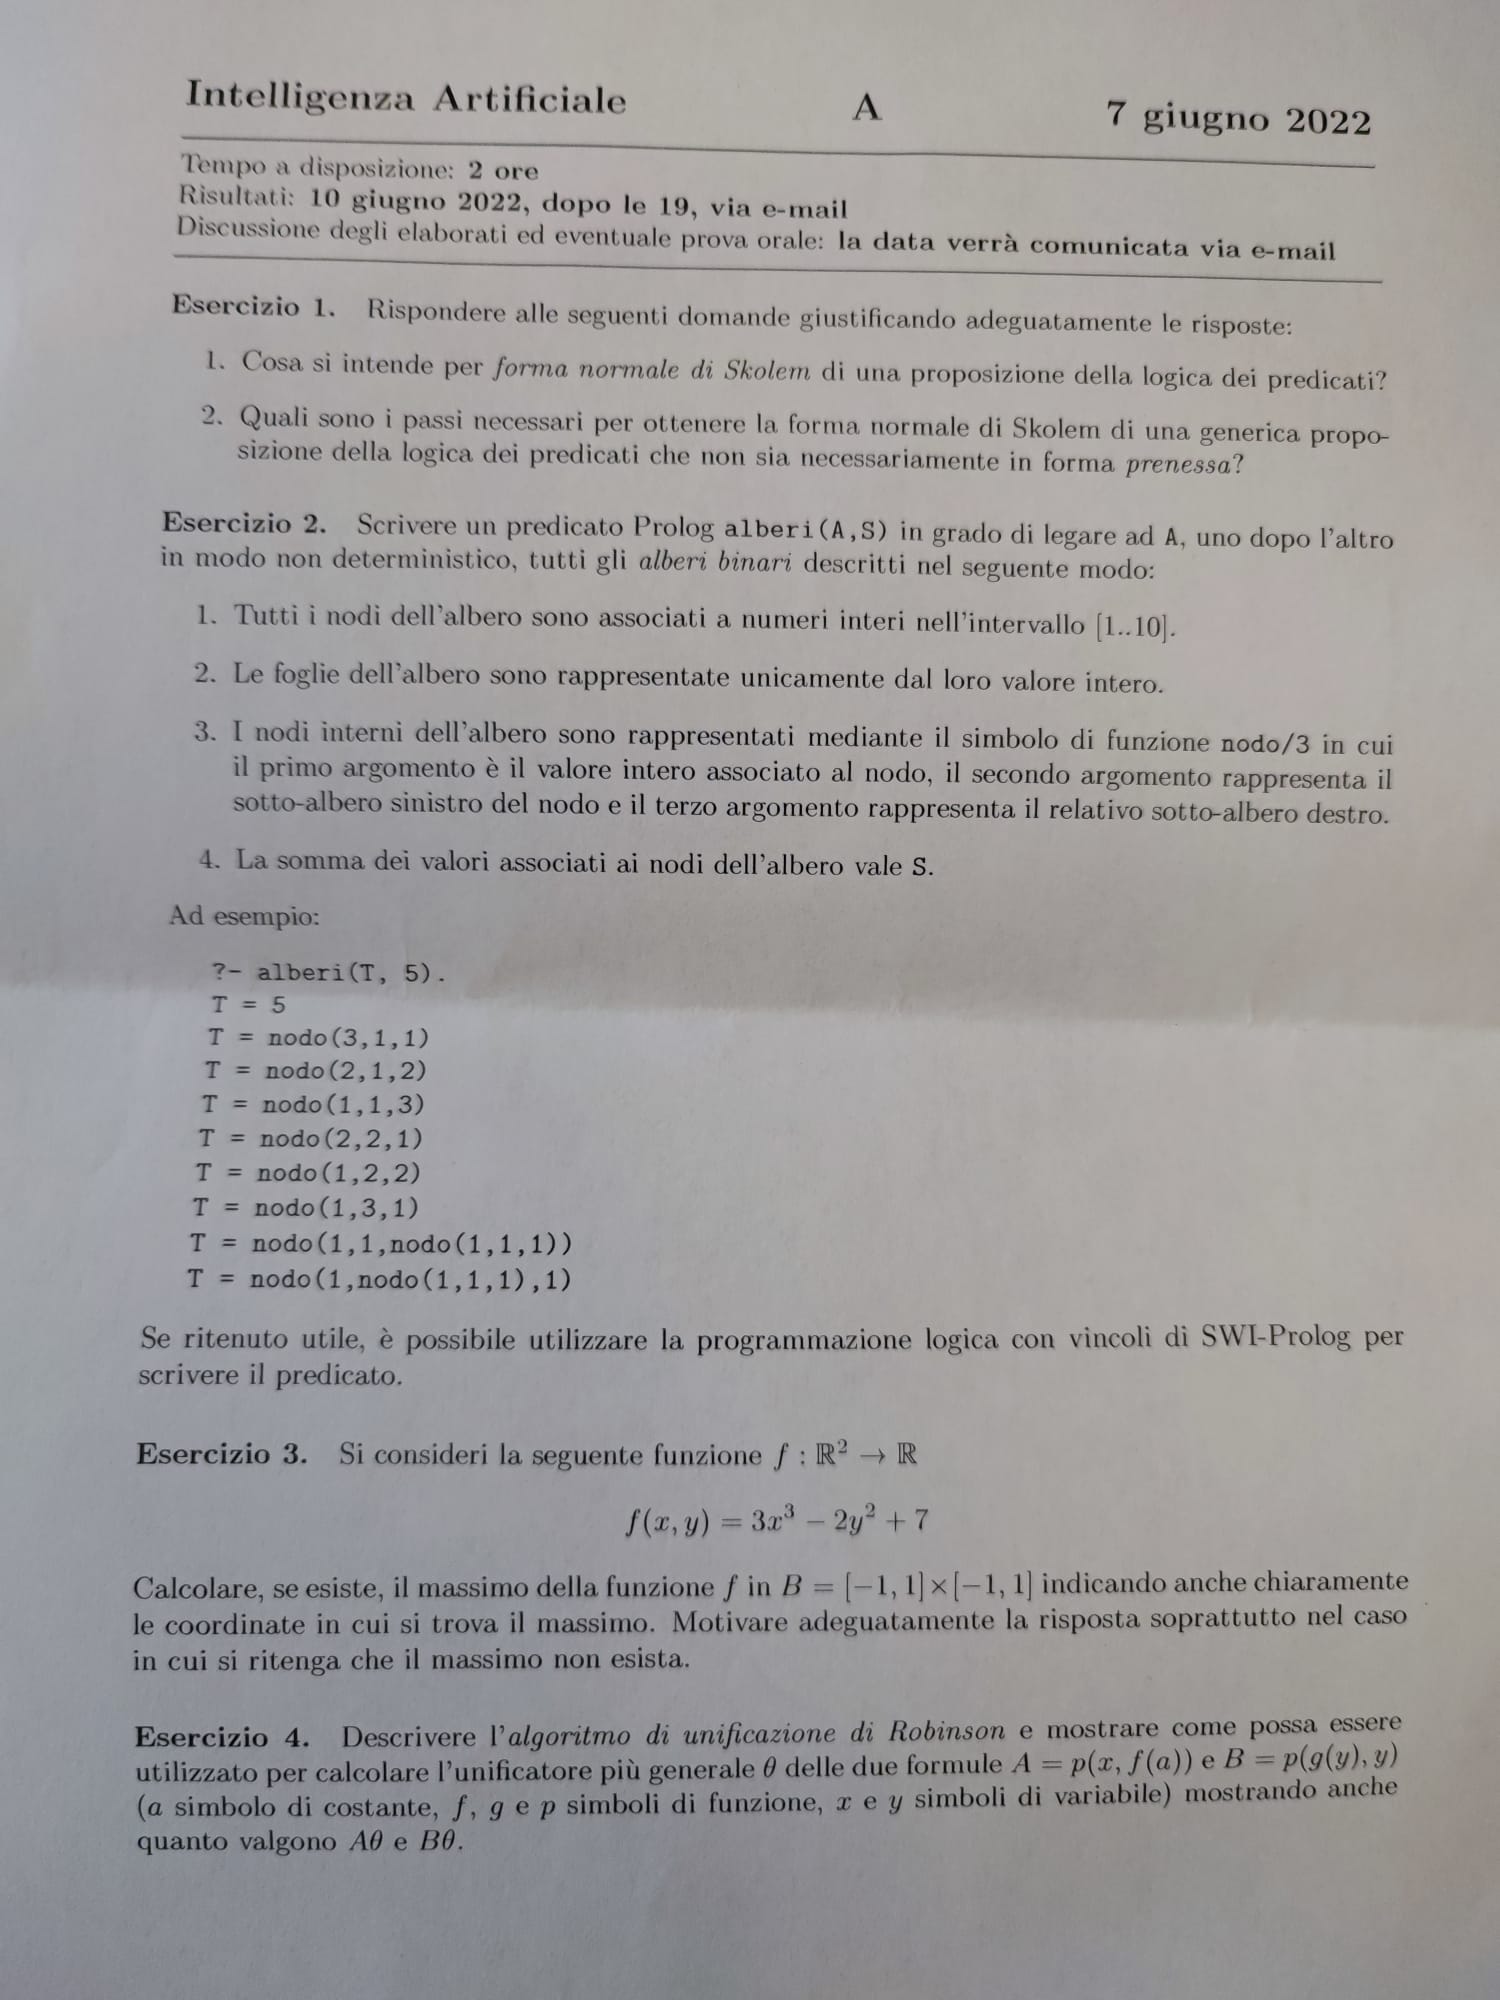 Intelligenza Artificiale A 7 giugno 2022
Tempo a disposizione: 2 ore
Risultati: 10 giugno 2022, dopo le 19, via e-mail
Discussione degli elaborati ed eventuale prova orale: la data verrà comunicata via e-mail
Esercizio 1. Rispondere alle seguenti domande giustificando adeguatamente le risposte:
1. Cosa si intende per forma normale di Skolem di una proposizione della logica dei predicati?
2. Quali sono i passi necessari per ottenere la forma normale di Skolem di una generica propo-
sizione della logica dei predicati che non sia necessariamente in forma prenessa?
Esercizio 2. Scrivere un predicato Prolog alberi(A,S) in grado di legare ad A, uno dopo l'altro
in modo non deterministico, tutti gli alberi binari descritti nel seguente modo:
1. Tutti i nodi dell'albero sono associati a numeri interi nell'intervallo [1..10].
2. Le foglie dell'albero sono rappresentate unicamente dal loro valore intero.
3. I nodi interni dell'albero sono rappresentati mediante il simbolo di funzione nodo/3 in cui
il primo argomento è il valore intero associato al nodo, il secondo argomento rappresenta il
sotto-albero sinistro del nodo e il terzo argomento rappresenta il relativo sotto-albero destro.
4. La somma dei valori associati ai nodi dell'albero vale S.
Ad esempio:
?- alberi(T, 5).
T = 5
T = nodo(3,1,1)
T = nodo(2,1,2)
T = nodo(1,1,3)
T = nodo(2,2,1)
T = nodo(1,2,2)
T = nodo(1,3,1)
T = nodo(1,1,nodo(1,1,1))
T = nodo(1,nodo(1,1,1),1)
Se ritenuto utile, è possibile utilizzare la programmazione logica con vincoli di SWI-Prolog per
scrivere il predicato.
Esercizio 3. Si consideri la seguente funzione f : ℝ² → ℝ
f(x, y) = 3x³ − 2y² + 7
Calcolare, se esiste, il massimo della funzione f in B = [−1, 1]×[−1, 1] indicando anche chiaramente
le coordinate in cui si trova il massimo. Motivare adeguatamente la risposta soprattutto nel caso
in cui si ritenga che il massimo non esista.
Esercizio 4. Descrivere l'algoritmo di unificazione di Robinson e mostrare come possa essere
utilizzato per calcolare l'unificatore più generale θ delle due formule A = p(x, f(a)) e B = p(g(y), y)
(a simbolo di costante, f, g e p simboli di funzione, x e y simboli di variabile) mostrando anche
quanto valgono Aθ e Bθ.